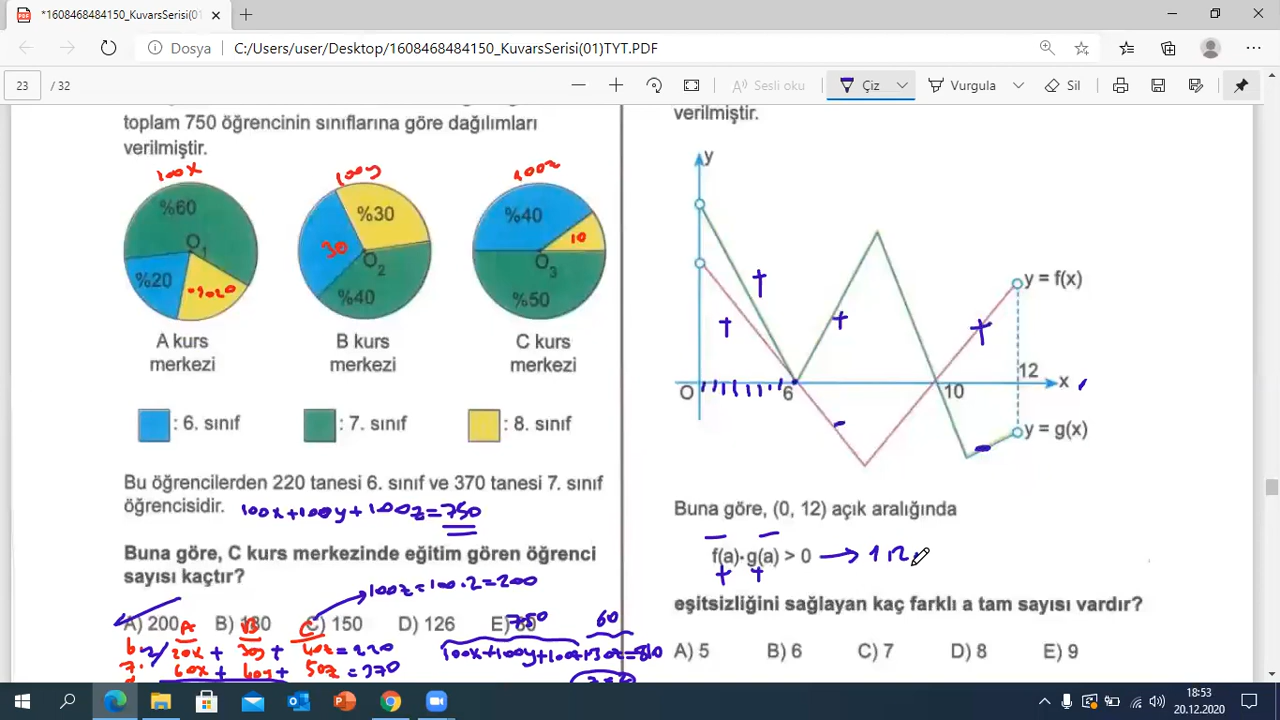 *1608468484150_KuvarsSerisi(01)TYT.PDF
Dosya C:/Users/user/Desktop/1608468484150_KuvarsSerisi(01)TYT.PDF
23 / 32
Sesli oku
Çiz
Vurgula
Sil
toplam 750 öğrencinin sınıflarına göre dağılımları
verilmiştir.
100x 100y 100z
%60
O1
%20
%30
30
O2
%40
%40
10
O3
%50
A kurs
merkezi
B kurs
merkezi
C kurs
merkezi
: 6. sınıf : 7. sınıf : 8. sınıf
Bu öğrencilerden 220 tanesi 6. sınıf ve 370 tanesi 7. sınıf
öğrencisidir. 100x+100y+100z=750
Buna göre, C kurs merkezinde eğitim gören öğrenci
sayısı kaçtır?
100z=100.2=200
A) 200 B) 180 C) 150 D) 126
A B C
750 60
20x + 30y + 40z = 220
60x + 40y + 50z = 370
verilmiştir.
y
+ + + +
y = f(x)
12
O 6 10 x
- -
y = g(x)
Buna göre, (0, 12) açık aralığında
- -
f(a)·g(a) > 0
+ +
eşitsizliğini sağlayan kaç farklı a tam sayısı vardır?
A) 5 B) 6 C) 7 D) 8 E) 9
18:53
20.12.2020